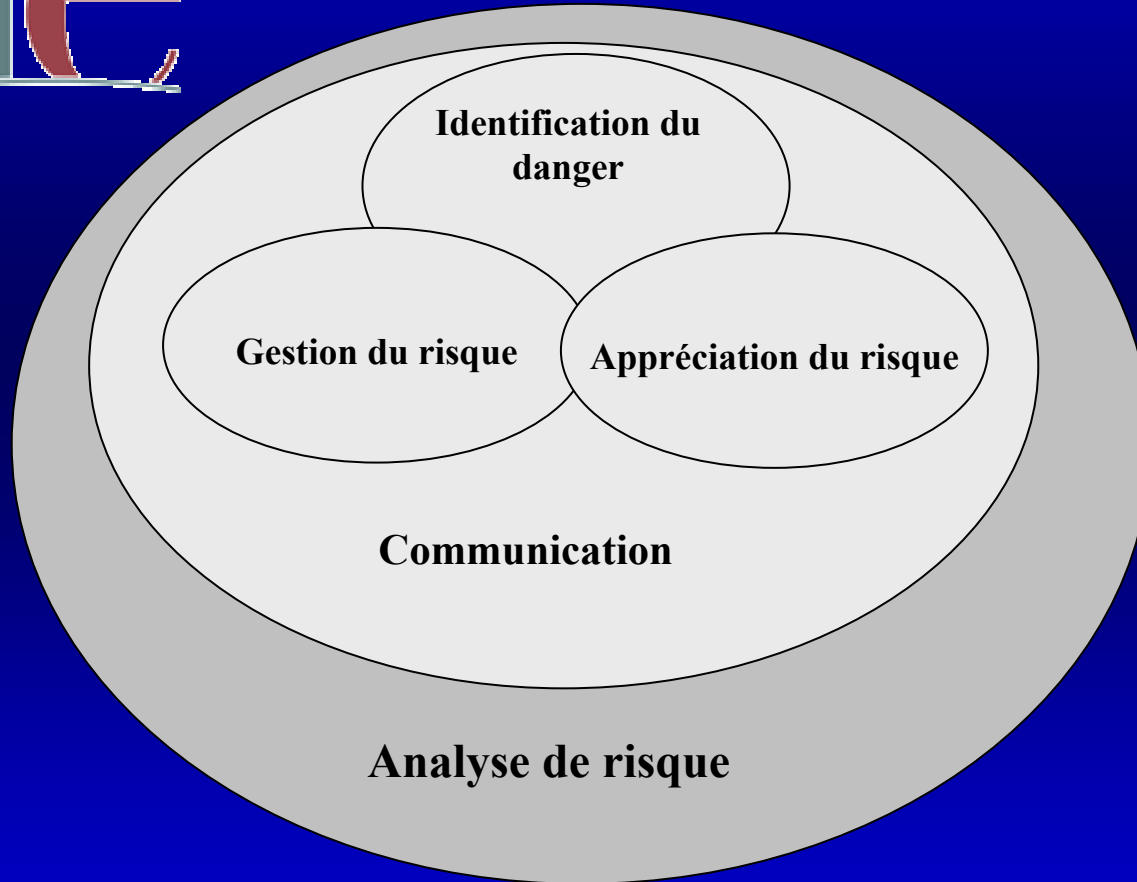 Identification du
danger
Gestion du risque
Appréciation du risque
Communication
Analyse de risque